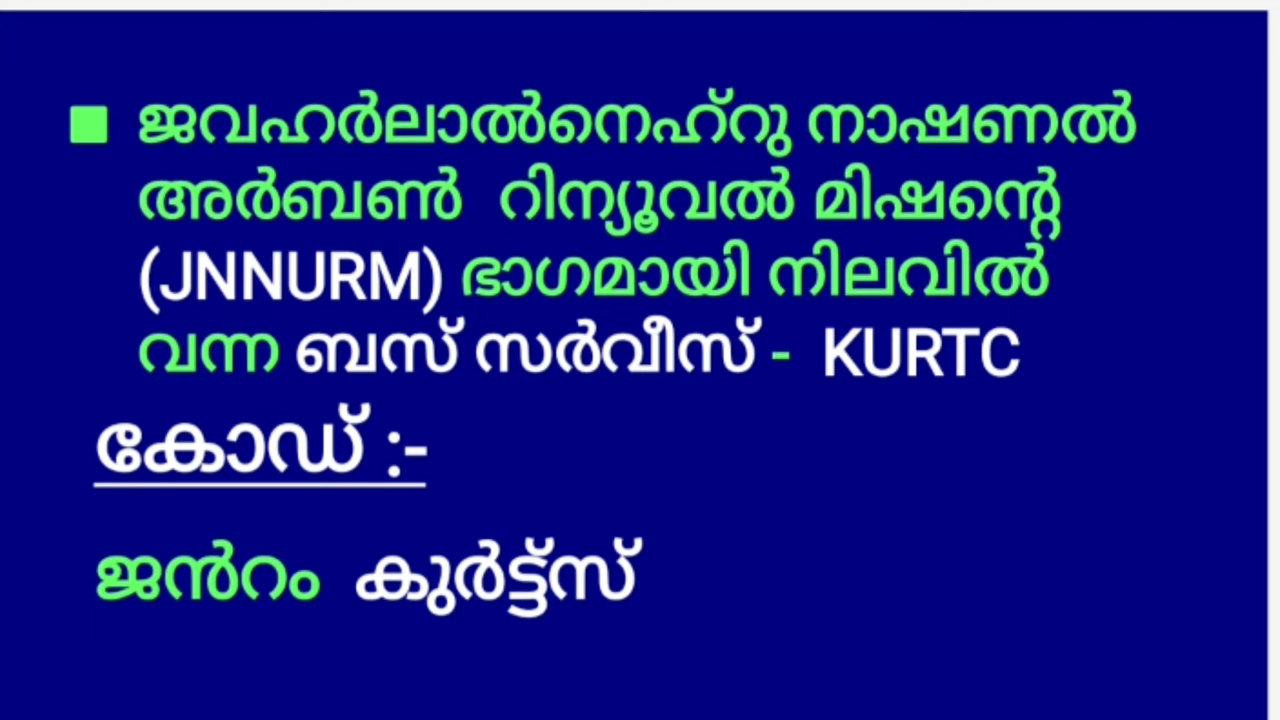 ■ ജവഹർലാൽനെഹ്റു നാഷണൽ
അർബൺ റിന്യൂവൽ മിഷന്റെ
(JNNURM) ഭാഗമായി നിലവിൽ
വന്ന ബസ് സർവീസ് - KURTC
കോഡ് :-
ജൻറം കുർട്ട്സ്